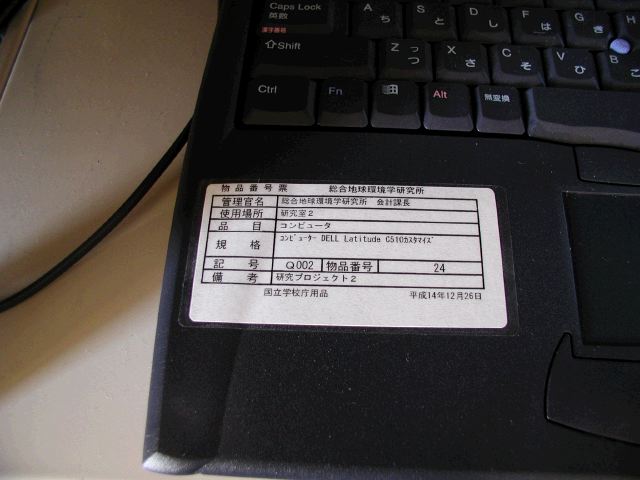 Caps Lock
英数
漢字番号
A ち
S と
D し
F は
G き
H
⇧Shift
Z っ つ
X さ
C そ
V ひ
B こ
Ctrl
Fn
Alt
無変換
物品番号票 総合地球環境学研究所
管理官名 総合地球環境学研究所 会計課長
使用場所 研究室2
品目 コンピュータ
規格 コンピューター DELL Latitude C510カスタマイズ
記号 Q002 物品番号 24
備考 研究プロジェクト2
国立学校庁用品 平成14年12月26日